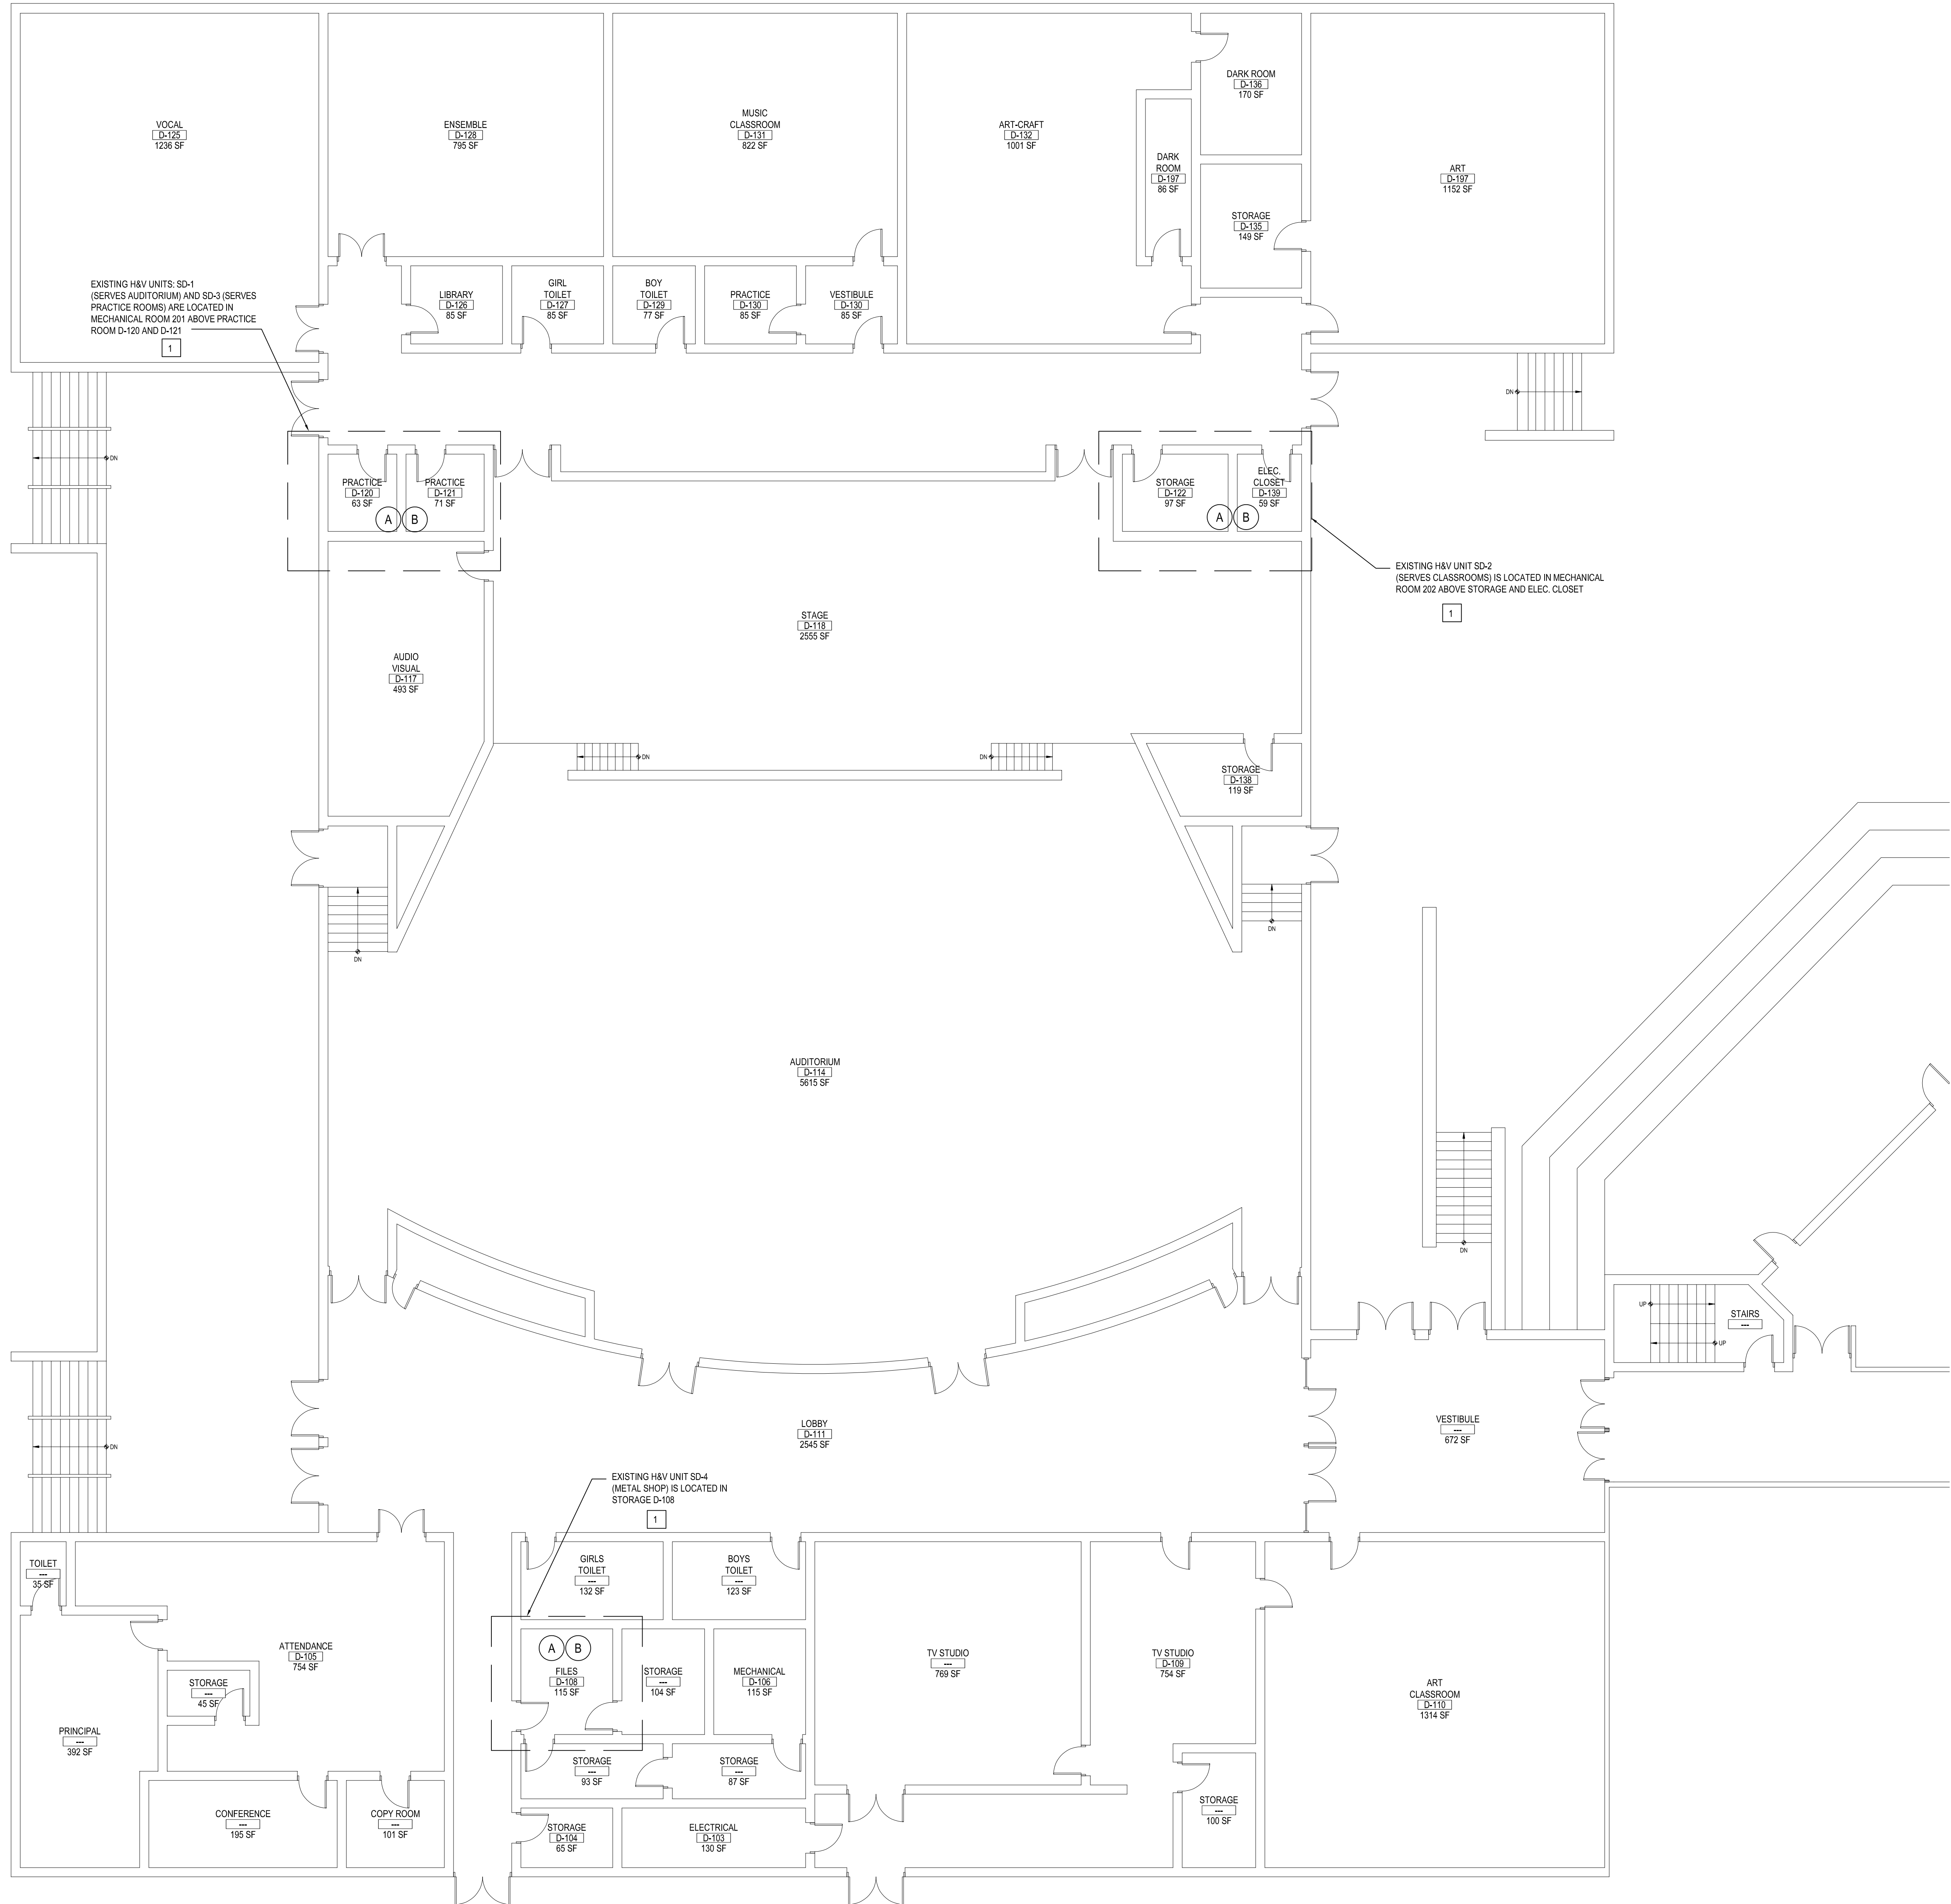 VOCAL
D-125
1236 SF
ENSEMBLE
D-128
795 SF
MUSIC
CLASSROOM
D-131
822 SF
ART-CRAFT
D-132
1001 SF
DARK ROOM
D-136
170 SF
DARK
ROOM
D-197
86 SF
STORAGE
D-135
149 SF
ART
D-197
1152 SF
EXISTING H&V UNITS: SD-1
(SERVES AUDITORIUM) AND SD-3 (SERVES
PRACTICE ROOMS) ARE LOCATED IN
MECHANICAL ROOM 201 ABOVE PRACTICE
ROOM D-120 AND D-121
1
LIBRARY
D-126
85 SF
GIRL
TOILET
D-127
85 SF
BOY
TOILET
D-129
77 SF
PRACTICE
D-130
85 SF
VESTIBULE
D-130
85 SF
DN
DN
PRACTICE
D-120
63 SF
PRACTICE
D-121
71 SF
A
B
STORAGE
D-122
97 SF
ELEC.
CLOSET
D-139
59 SF
A
B
EXISTING H&V UNIT SD-2
(SERVES CLASSROOMS) IS LOCATED IN MECHANICAL
ROOM 202 ABOVE STORAGE AND ELEC. CLOSET
1
STAGE
D-118
2555 SF
AUDIO
VISUAL
D-117
493 SF
DN
DN
STORAGE
D-138
119 SF
DN
DN
AUDITORIUM
D-114
5615 SF
DN
UP
STAIRS
---
UP
LOBBY
D-111
2545 SF
VESTIBULE
---
672 SF
DN
EXISTING H&V UNIT SD-4
(METAL SHOP) IS LOCATED IN
STORAGE D-108
1
TOILET
---
35 SF
GIRLS
TOILET
---
132 SF
BOYS
TOILET
---
123 SF
ATTENDANCE
D-105
754 SF
STORAGE
---
45 SF
PRINCIPAL
---
392 SF
A
B
FILES
D-108
115 SF
STORAGE
---
104 SF
MECHANICAL
D-106
115 SF
TV STUDIO
---
769 SF
TV STUDIO
D-109
754 SF
ART
CLASSROOM
D-110
1314 SF
STORAGE
---
93 SF
STORAGE
---
87 SF
CONFERENCE
---
195 SF
COPY ROOM
---
101 SF
STORAGE
D-104
65 SF
ELECTRICAL
D-103
130 SF
STORAGE
---
100 SF